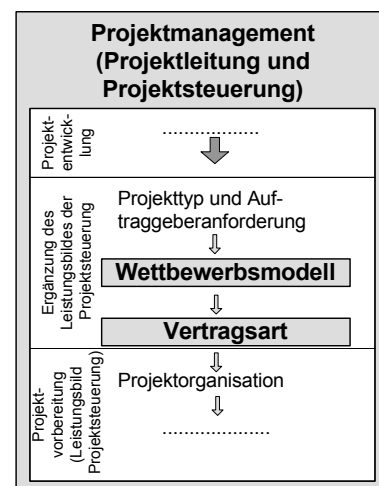 Projektmanagement
(Projektleitung und
Projektsteuerung)
Projekt-
entwick-
lung
....................
Ergänzung des
Leistungsbildes der
Projektsteuerung
Projekttyp und Auf-
traggeberanforderung
Wettbewerbsmodell
Vertragsart
Projekt-
vorbereitung
(Leistungsbild
Projektsteuerung)
Projektorganisation
....................